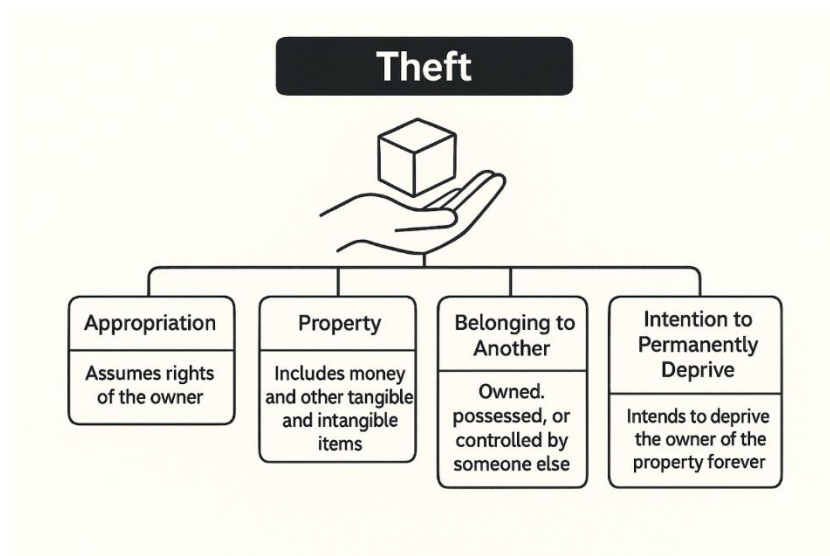 Theft
Appropriation
Assumes rights
of the owner
Property
Includes money
and other tangible
and intangible
items
Belonging to
Another
Owned.
possessed, or
controlled by
someone else
Intention to
Permanently
Deprive
Intends to deprive
the owner of the
property forever